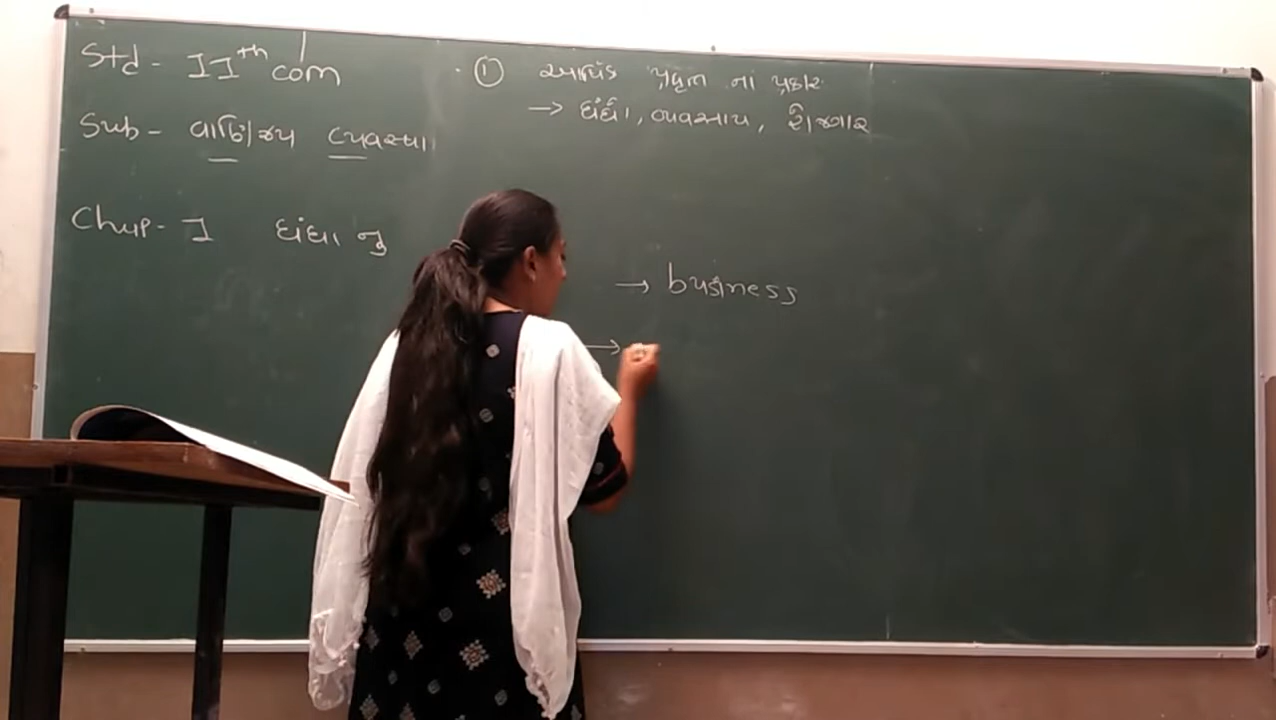 Std - 11th com
Sub - વાણિજ્ય વ્યવસ્થા
Chap - 1 ધંધા નુ
① આર્થિક પ્રવૃત્તિ નાં પ્રકાર
→ ધંધો, વ્યવસાય, રોજગાર
→ business
→